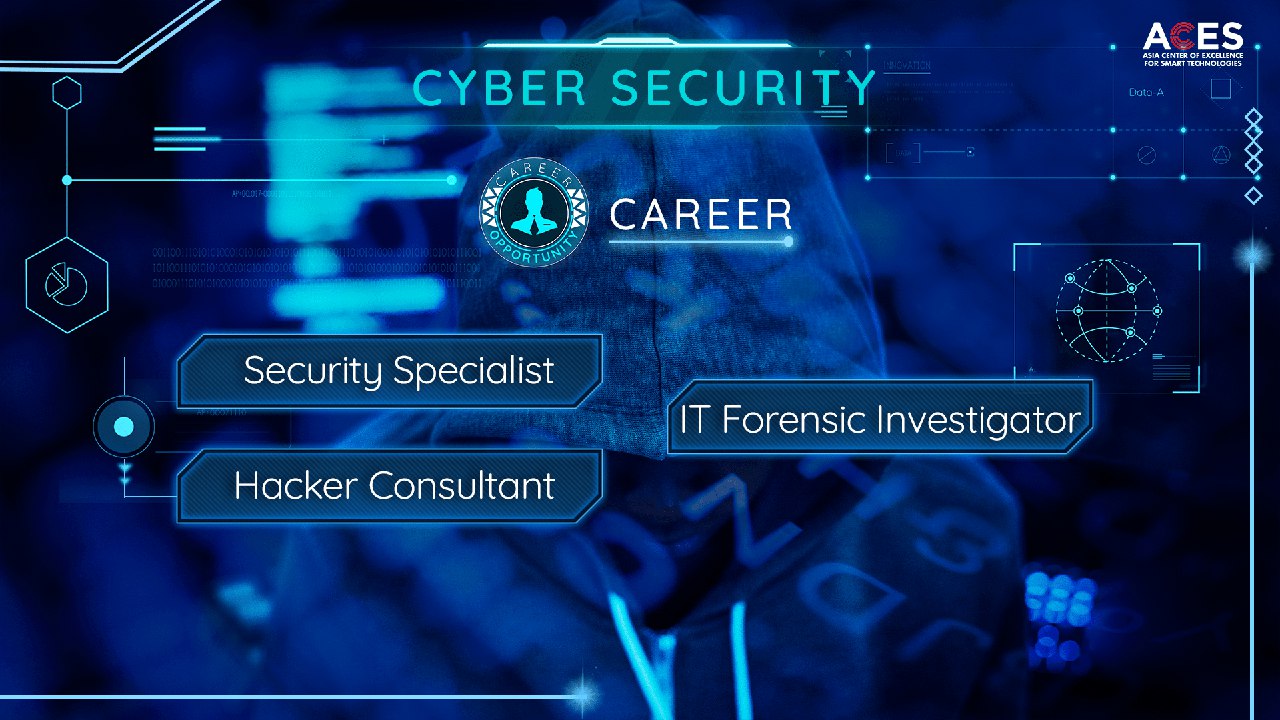 ACES
ASIA CENTER OF EXCELLENCE
FOR SMART TECHNOLOGIES
CYBER SECURITY
INNOVATION
Data-A
CAREER
OPPORTUNITY
CAREER
Security Specialist
IT Forensic Investigator
Hacker Consultant